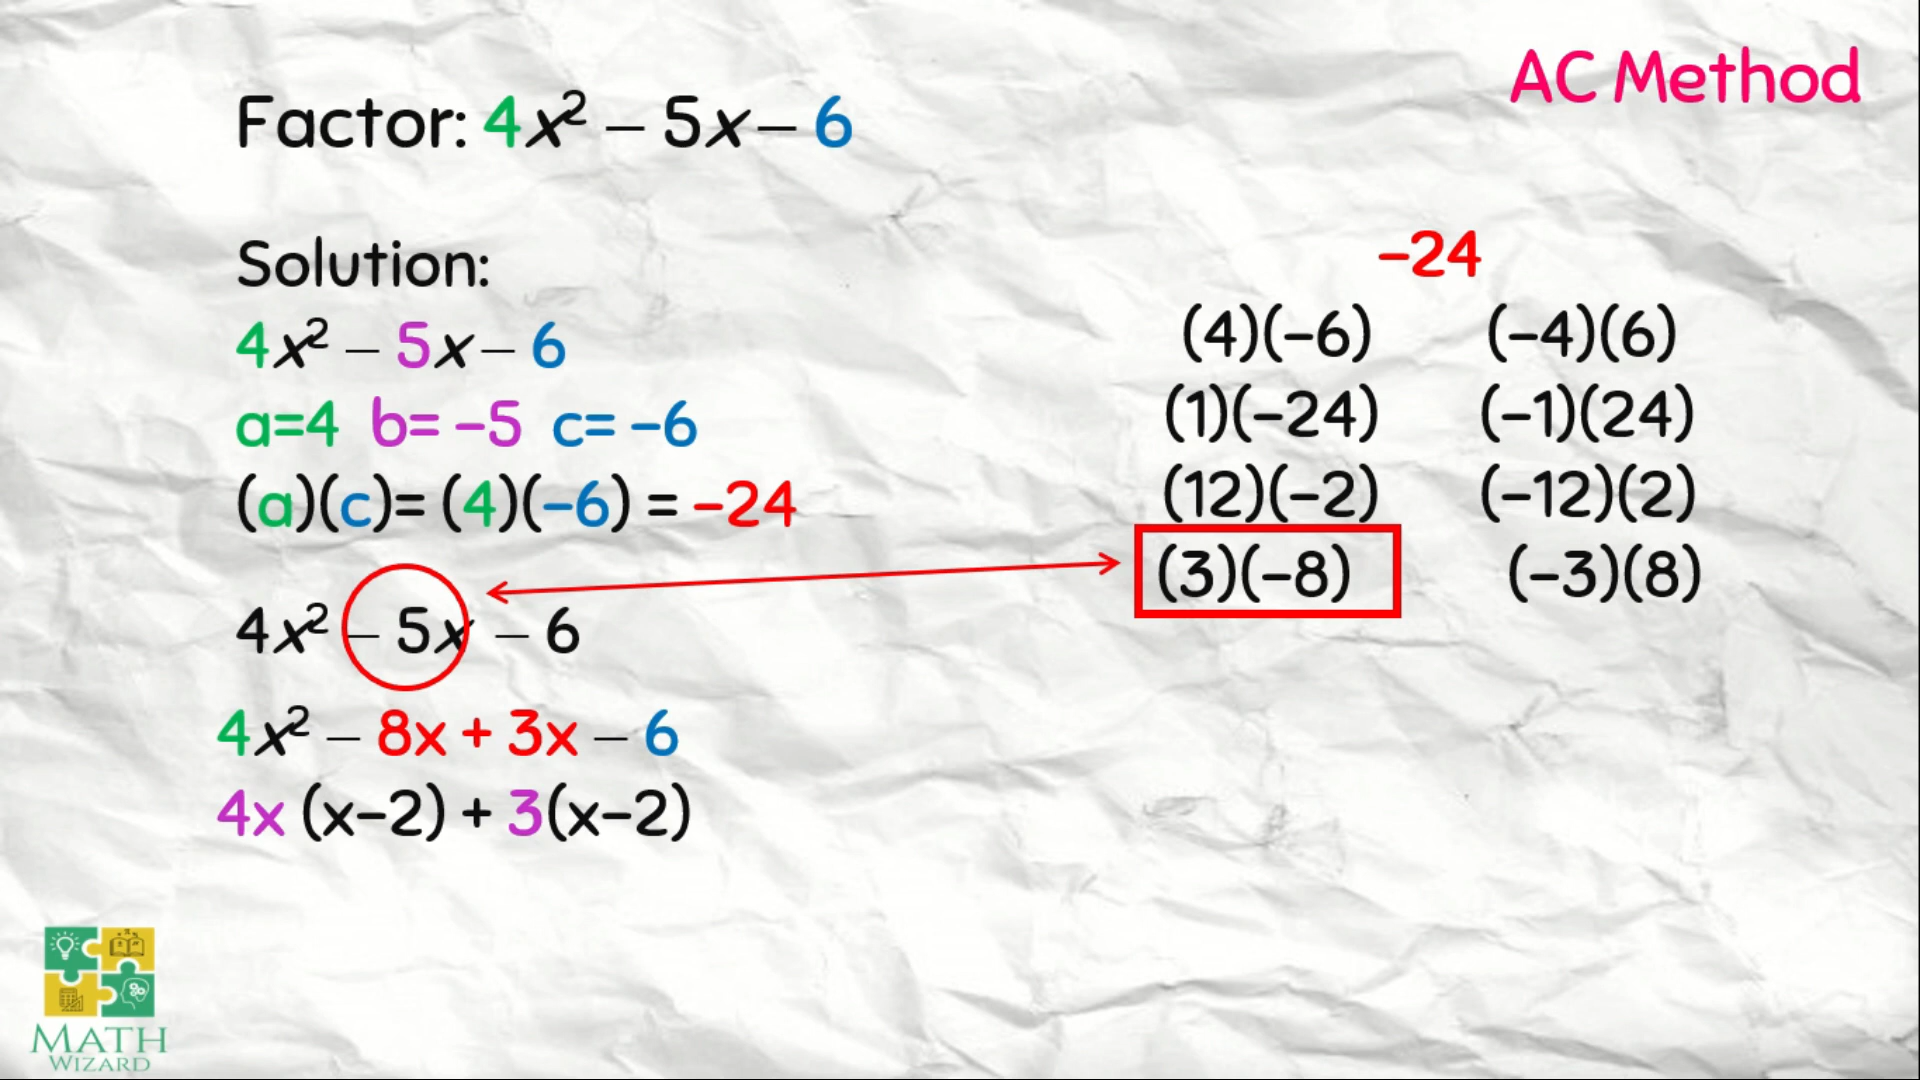 AC Method
Factor: 4x² – 5x – 6
Solution:
4x² – 5x – 6
a=4 b= –5 c= –6
(a)(c)= (4)(–6) = –24
4x² – 5x – 6
4x² – 8x + 3x – 6
4x (x–2) + 3(x–2)
–24
(4)(–6) (–4)(6)
(1)(–24) (–1)(24)
(12)(–2) (–12)(2)
(3)(–8) (–3)(8)
MATH
WIZARD